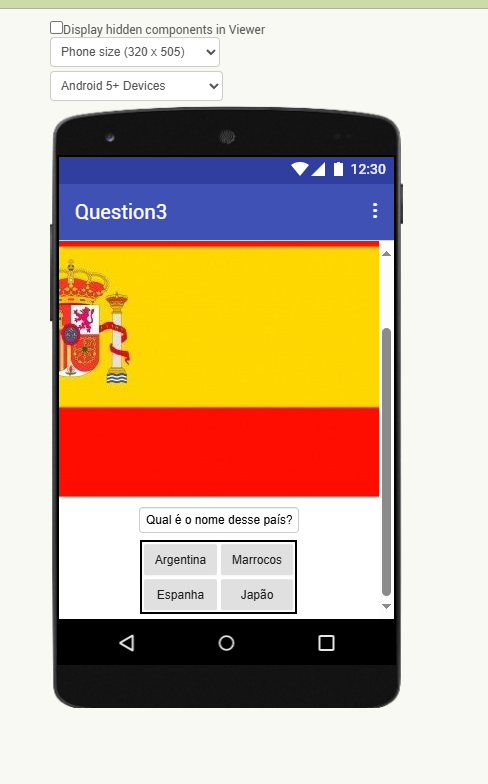 Display hidden components in Viewer
Phone size (320 x 505)
Android 5+ Devices
12:30
Question3
Qual é o nome desse país?
Argentina Marrocos
Espanha Japão